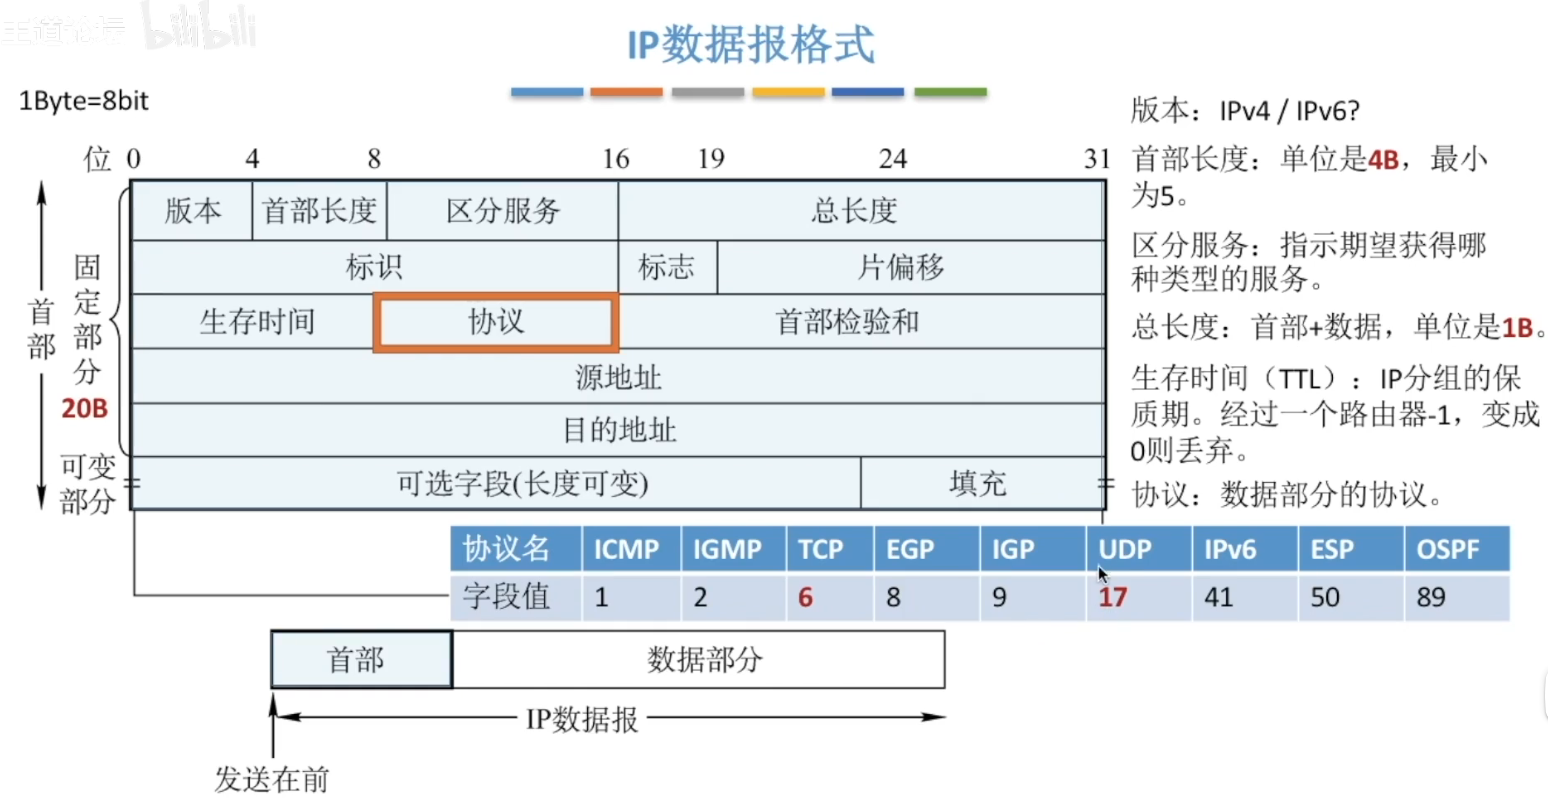 王道论坛 bilibili
IP数据报格式
1Byte=8bit
位 0 4 8 16 19 24 31
版本 首部长度 区分服务 总长度
标识 标志 片偏移
生存时间 协议 首部检验和
源地址
目的地址
可选字段(长度可变) 填充
首部
固定部分
20B
可变
部分
版本：IPv4 / IPv6?
首部长度：单位是4B，最小
为5。
区分服务：指示期望获得哪
种类型的服务。
总长度：首部+数据，单位是1B。
生存时间（TTL）：IP分组的保
质期。经过一个路由器-1，变成
0则丢弃。
协议：数据部分的协议。
协议名 ICMP IGMP TCP EGP IGP UDP IPv6 ESP OSPF
字段值 1 2 6 8 9 17 41 50 89
首部 数据部分
IP数据报
发送在前